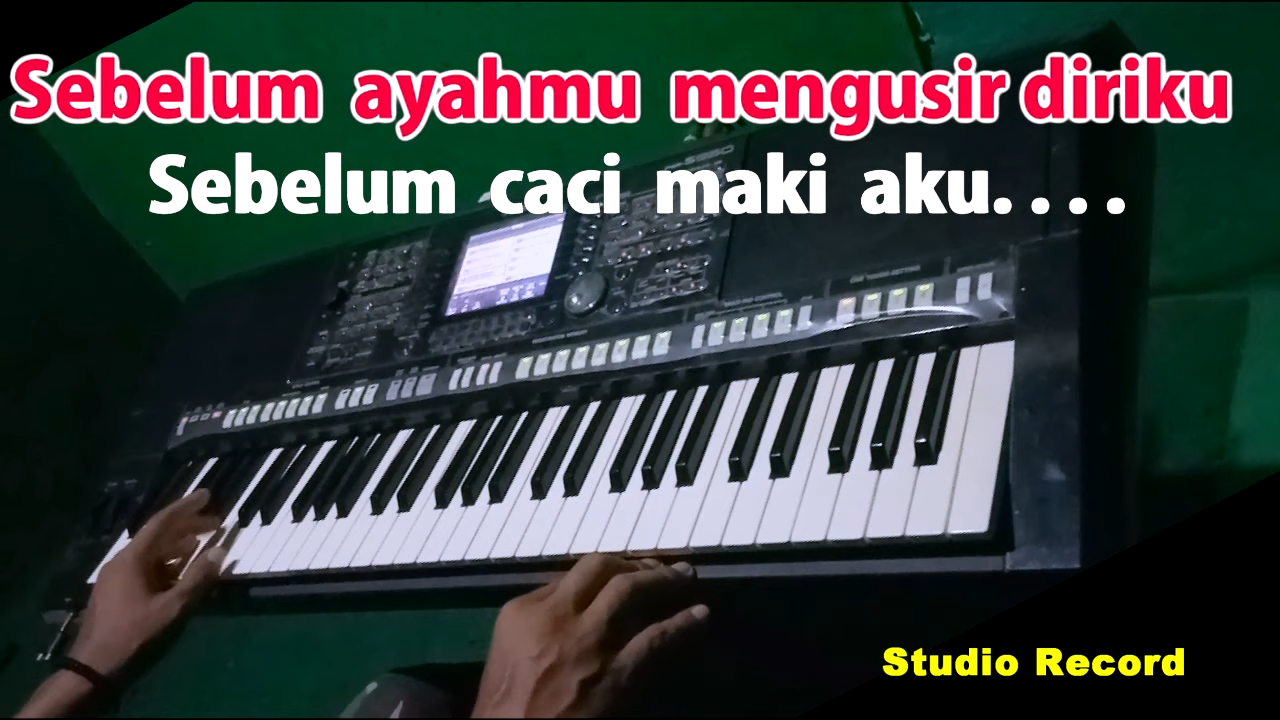 Sebelum ayahmu mengusir diriku
Sebelum caci maki aku. . . .
Studio Record